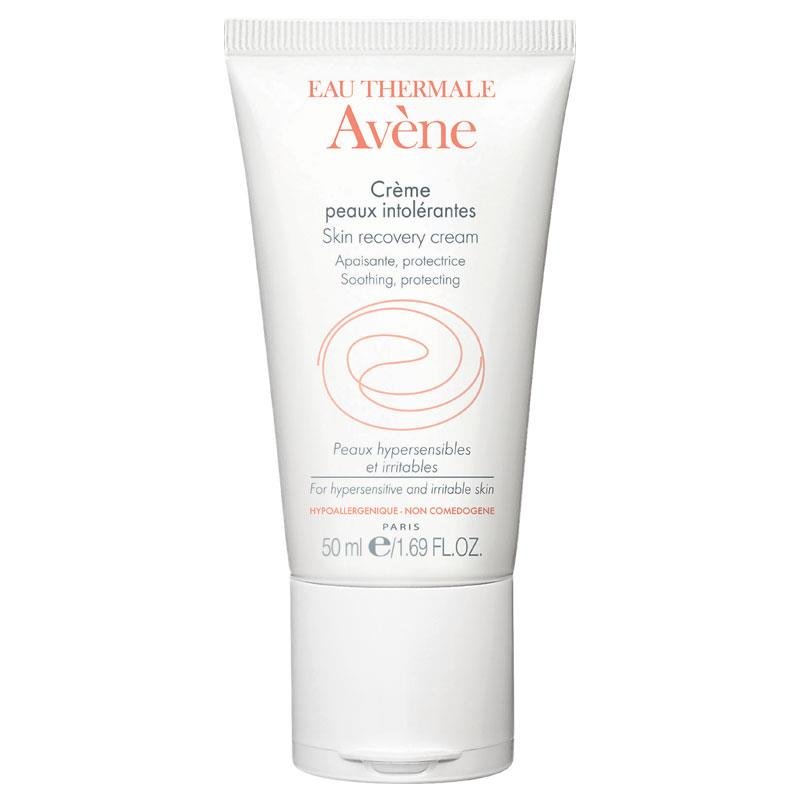 EAU THERMALE
Avène
Crème
peaux intolérantes
Skin recovery cream
Apaisante, protectrice
Soothing, protecting
Peaux hypersensibles
et irritables
For hypersensitive and irritable skin
HYPOALLERGENIQUE - NON COMEDOGENE
PARIS
50 ml ℮/1.69 FL.OZ.